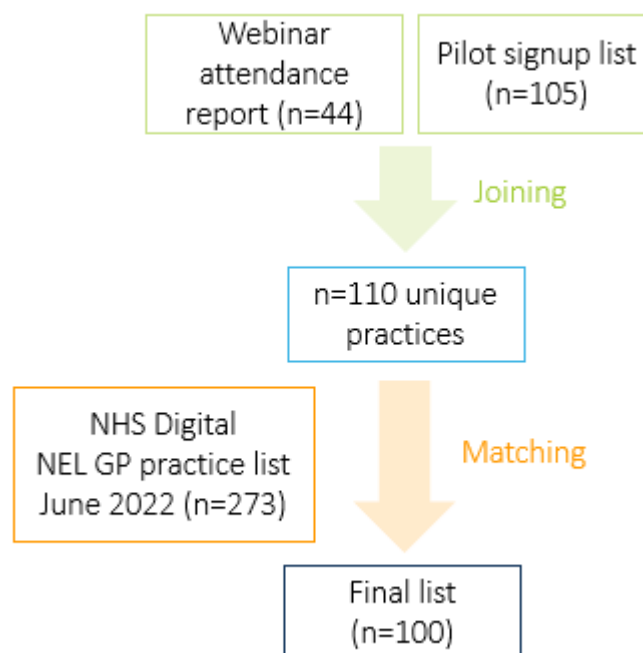 Webinar
attendance
report (n=44)
Pilot signup list
(n=105)
Joining
n=110 unique
practices
NHS Digital
NEL GP practice list
June 2022 (n=273)
Matching
Final list
(n=100)